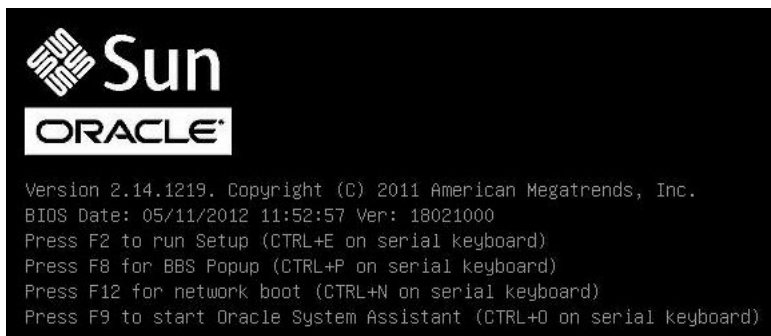 Sun
ORACLE
Version 2.14.1219. Copyright (C) 2011 American Megatrends, Inc.
BIOS Date: 05/11/2012 11:52:57 Ver: 18021000
Press F2 to run Setup (CTRL+E on serial keyboard)
Press F8 for BBS Popup (CTRL+P on serial keyboard)
Press F12 for network boot (CTRL+N on serial keyboard)
Press F9 to start Oracle System Assistant (CTRL+O on serial keyboard)